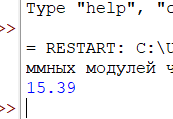 Type "help", "c
>>
= RESTART: C:\U
ммных модулей ч
15.39
>>